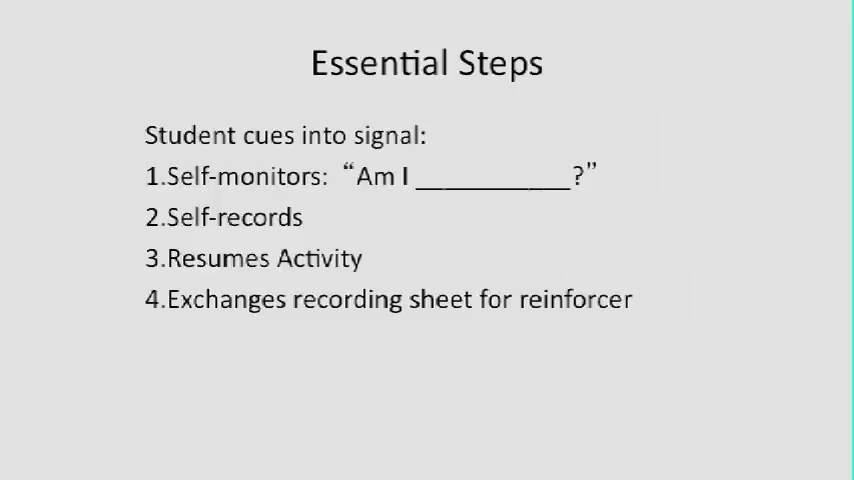 Essential Steps
Student cues into signal:
1.Self-monitors: “Am I ___________?”
2.Self-records
3.Resumes Activity
4.Exchanges recording sheet for reinforcer